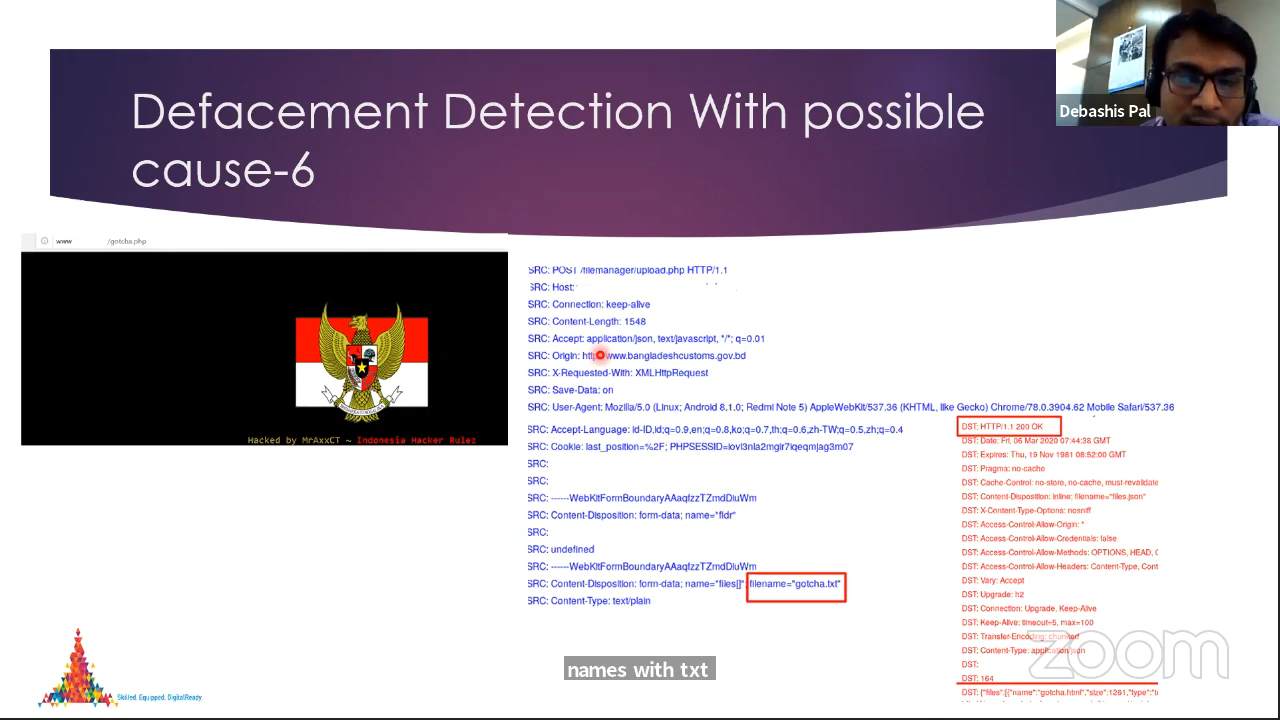 Defacement Detection With possible
cause-6
Debashis Pal
www /gotcha.php
Hacked by MrAxxCT ~ Indonesia Hacker Rulez
SRC: POST /filemanager/upload.php HTTP/1.1
SRC: Host:
SRC: Connection: keep-alive
SRC: Content-Length: 1548
SRC: Accept: application/json, text/javascript, */*; q=0.01
SRC: Origin: http www.bangladeshcustoms.gov.bd
SRC: X-Requested-With: XMLHttpRequest
SRC: Save-Data: on
SRC: User-Agent: Mozilla/5.0 (Linux; Android 8.1.0; Redmi Note 5) AppleWebKit/537.36 (KHTML, like Gecko) Chrome/78.0.3904.62 Mobile Safari/537.36
SRC: Accept-Language: id-ID,id;q=0.9,en;q=0.8,ko;q=0.7,th;q=0.6,zh-TW;q=0.5,zh;q=0.4
SRC: Cookie: last_position=%2F;
SRC:
SRC:
SRC: ------WebKitFormBoundaryAAaqfzzTZmdDiuWm
SRC: Content-Disposition: form-data; name="fldr"
SRC:
SRC: undefined
SRC: ------WebKitFormBoundaryAAaqfzzTZmdDiuWm
SRC: Content-Disposition: form-data; name="files[]"; filename="gotcha.txt"
SRC: Content-Type: text/plain
DST: HTTP/1.1 200 OK
DST: Date: Fri, 06 Mar 2020 07:44:38 GMT
DST: Expires: Thu, 19 Nov 1981 08:52:00 GMT
DST: Pragma: no-cache
DST: Cache-Control: no-store, no-cache, must-revalidate
DST: Content-Disposition: inline; filename="files.json"
DST: X-Content-Type-Options: nosniff
DST: Access-Control-Allow-Origin: *
DST: Access-Control-Allow-Credentials: false
DST: Access-Control-Allow-Methods: OPTIONS, HEAD,
DST: Access-Control-Allow-Headers: Content-Type, Cont
DST: Vary: Accept
DST: Upgrade: h2
DST: Connection: Upgrade, Keep-Alive
DST: Keep-Alive: timeout=5, max=100
DST: Transfer-Encoding: chunked
DST: Content-Type: application/json
DST:
DST: 164
DST: {"files":[{"name":"gotcha.html","size":1261,"type":"t
zoom
names with txt
Skilled. Equipped. DigitalReady.